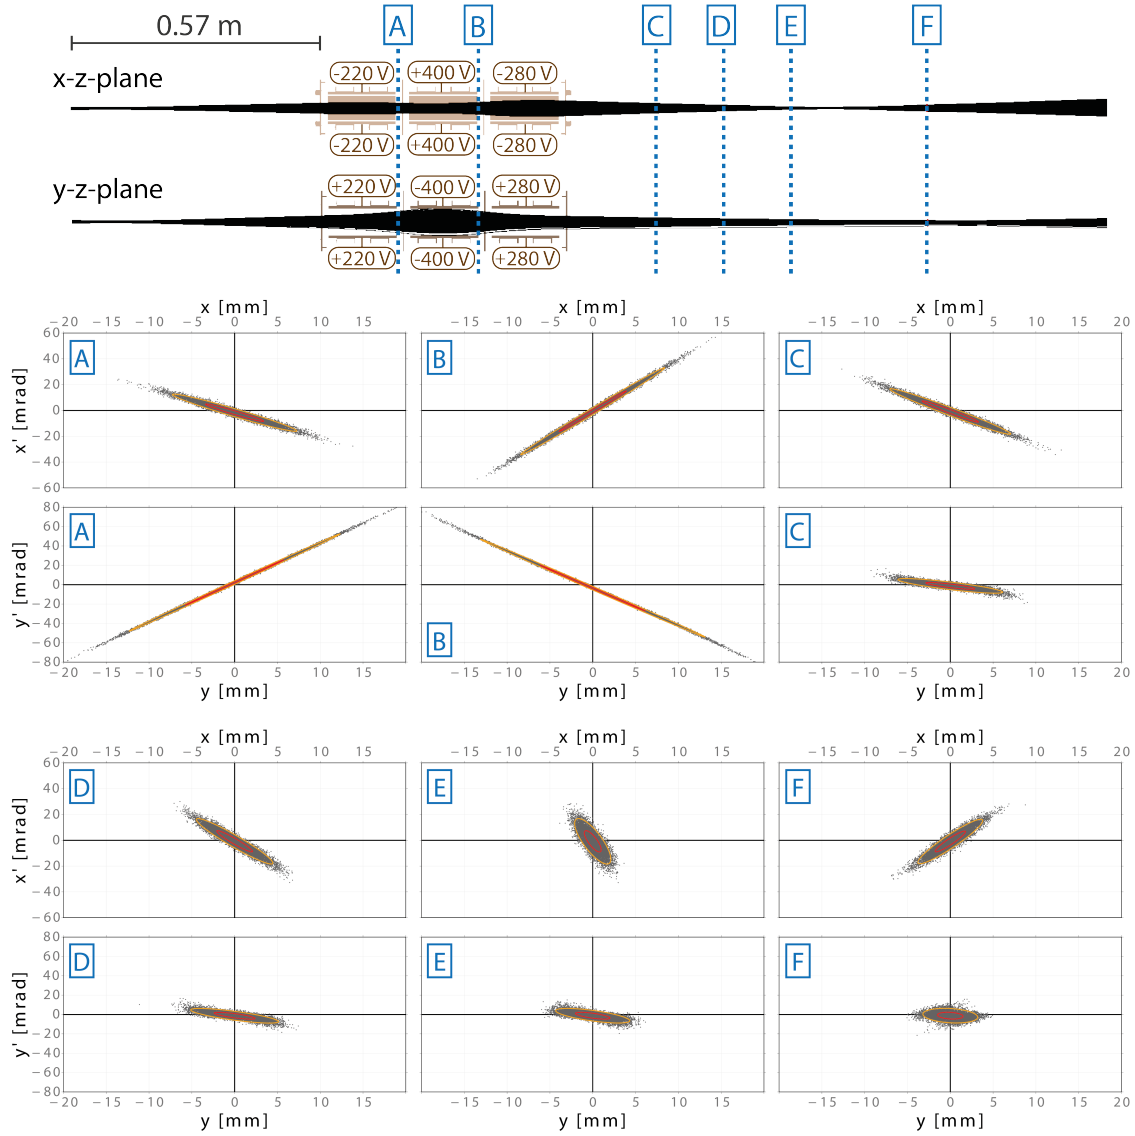 0.57 m
A B C D E F
x-z-plane
-220 V +400 V -280 V
-220 V +400 V -280 V
y-z-plane
+220 V -400 V +280 V
+220 V -400 V +280 V
x [mm] x [mm] x [mm]
−20 −15 −10 −5 0 5 10 15 −15 −10 −5 0 5 10 15 −15 −10 −5 0 5 10 15 20
x' [mrad]
60
40
20
0
−20
−40
−60
A B C
y' [mrad]
80
60
40
20
0
−20
−40
−60
−80
A B C
−20 −15 −10 −5 0 5 10 15 −15 −10 −5 0 5 10 15 −15 −10 −5 0 5 10 15 20
y [mm] y [mm] y [mm]
x [mm] x [mm] x [mm]
−20 −15 −10 −5 0 5 10 15 −15 −10 −5 0 5 10 15 −15 −10 −5 0 5 10 15 20
x' [mrad]
60
40
20
0
−20
−40
−60
D E F
y' [mrad]
80
60
40
20
0
−20
−40
−60
−80
D E F
−20 −15 −10 −5 0 5 10 15 −15 −10 −5 0 5 10 15 −15 −10 −5 0 5 10 15 20
y [mm] y [mm] y [mm]